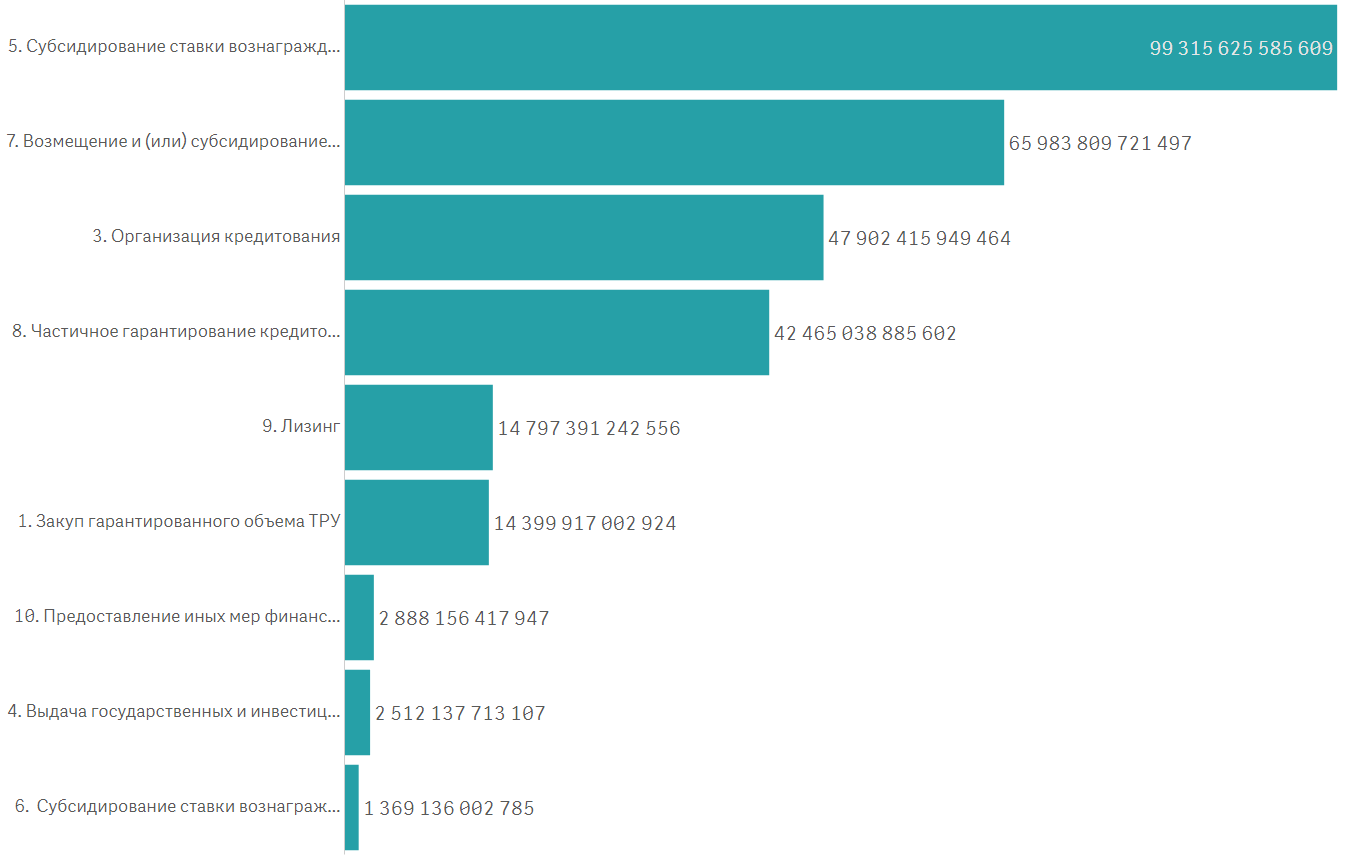 5. Субсидирование ставки вознагражд... 99 315 625 585 609
7. Возмещение и (или) субсидирование... 65 983 809 721 497
3. Организация кредитования 47 902 415 949 464
8. Частичное гарантирование кредито... 42 465 038 885 602
9. Лизинг 14 797 391 242 556
1. Закуп гарантированного объема ТРУ 14 399 917 002 924
10. Предоставление иных мер финанс... 2 888 156 417 947
4. Выдача государственных и инвестиц... 2 512 137 713 107
6. Субсидирование ставки вознаграж... 1 369 136 002 785